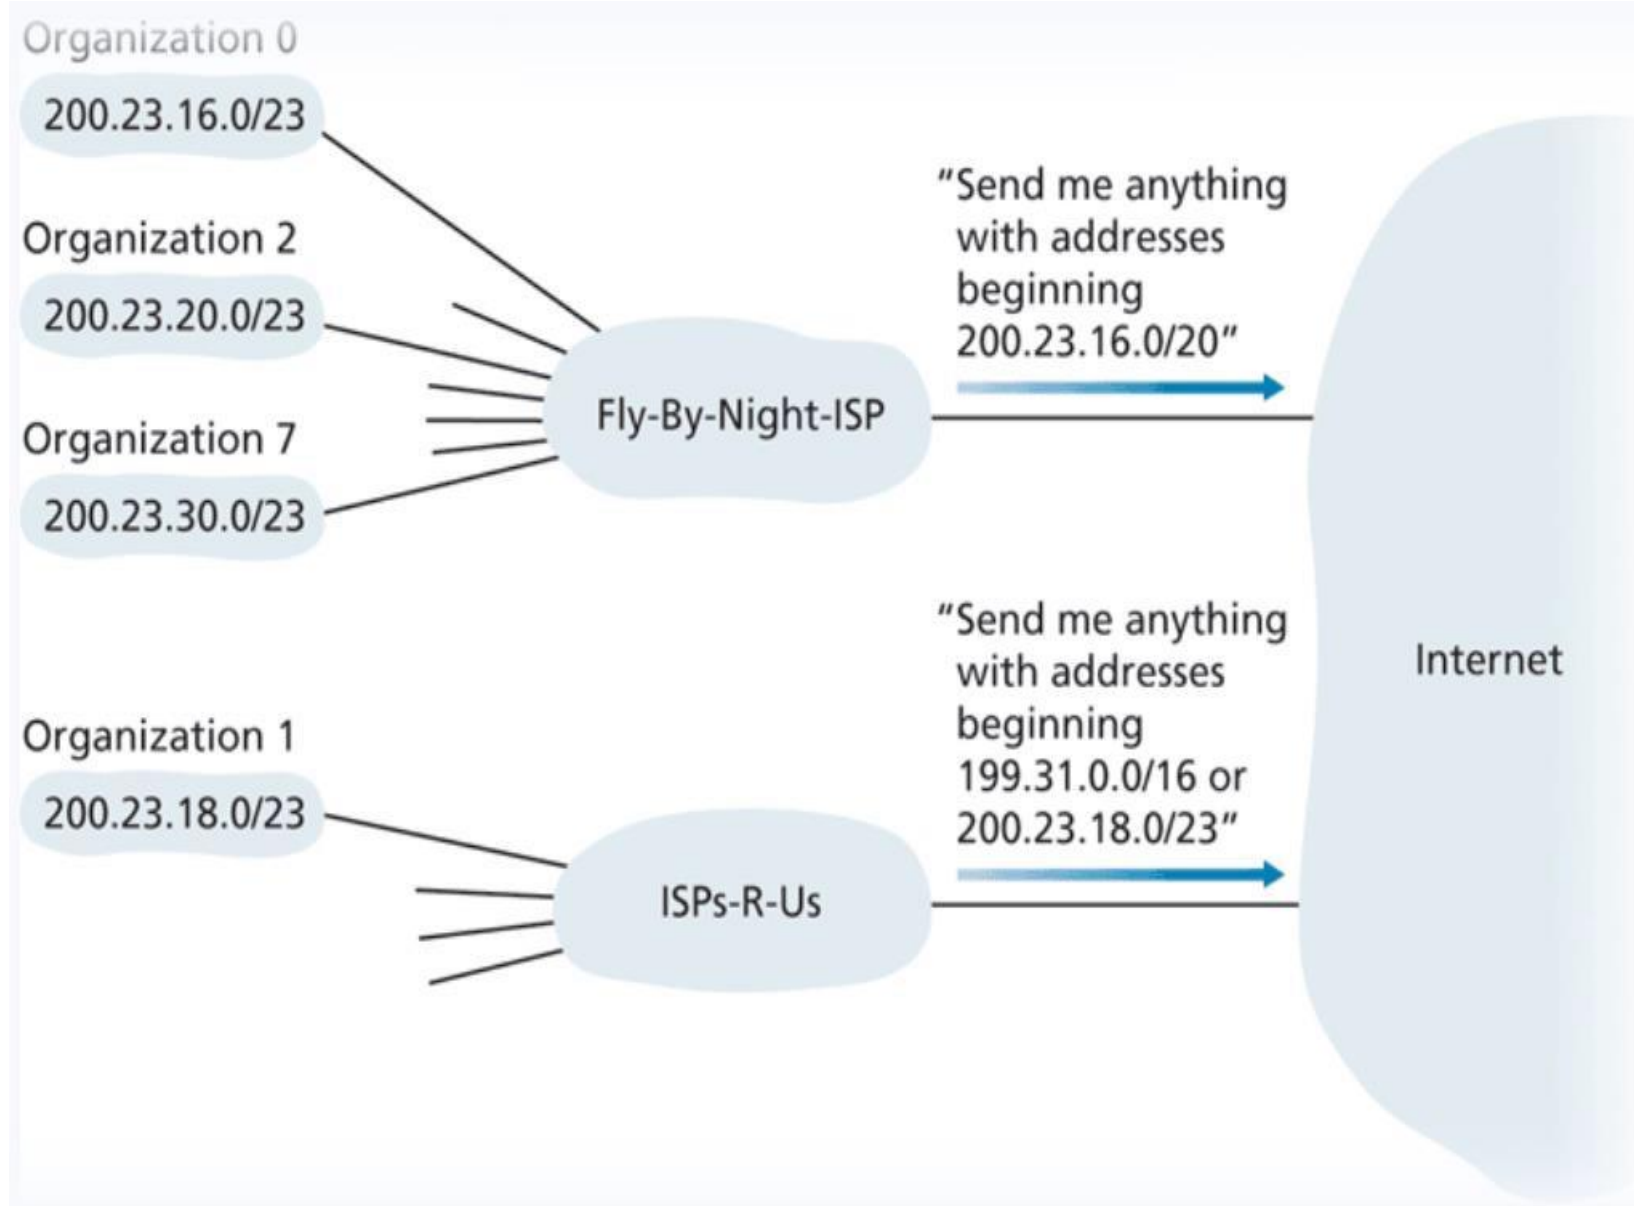 Organization 0
200.23.16.0/23
Organization 2
200.23.20.0/23
Organization 7
200.23.30.0/23
Fly-By-Night-ISP
"Send me anything
with addresses
beginning
200.23.16.0/20"
Organization 1
200.23.18.0/23
ISPs-R-Us
"Send me anything
with addresses
beginning
199.31.0.0/16 or
200.23.18.0/23"
Internet